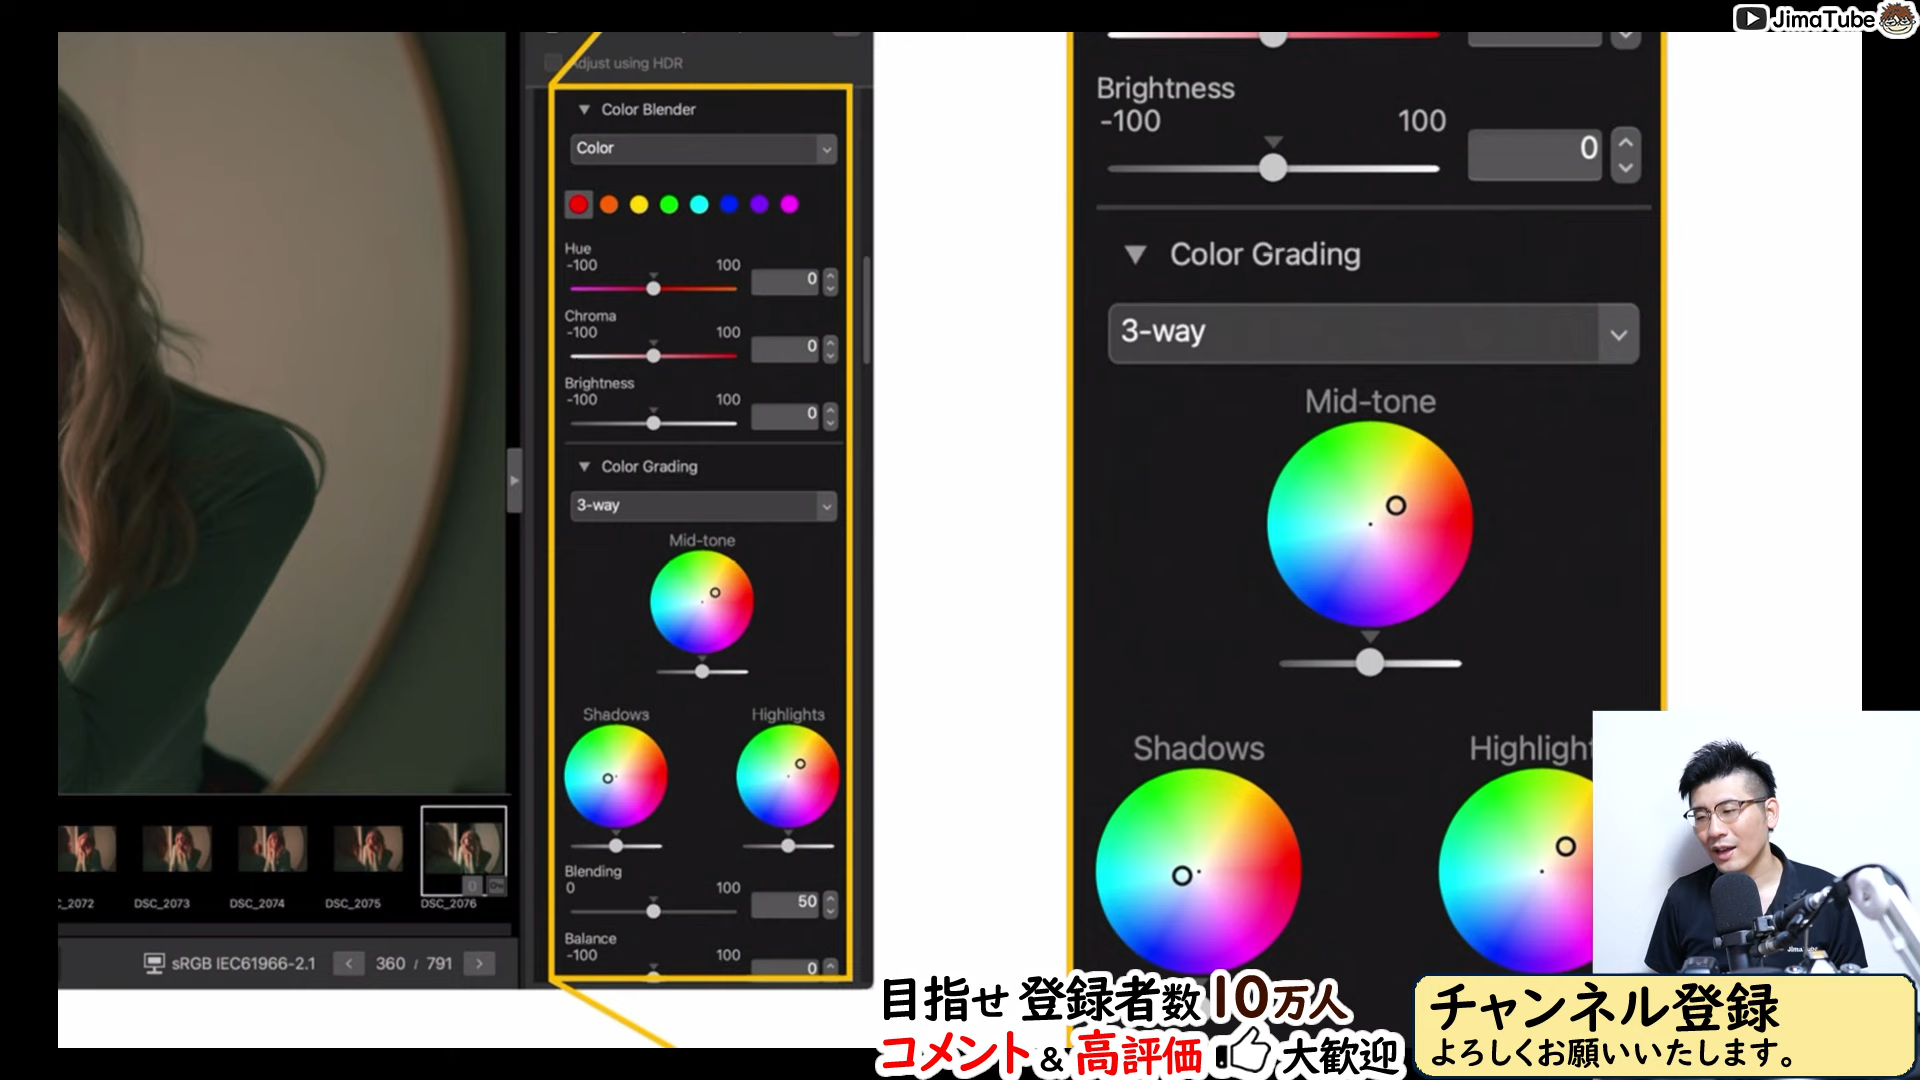 JimaTube
Adjust using HDR
Color Blender
Color
Hue
-100 100 0
Chroma
-100 100 0
Brightness
-100 100 0
Color Grading
3-way
Mid-tone
Shadows Highlights
Blending
0 100 50
Balance
-100 100 0
C_2072 DSC_2073 DSC_2074 DSC_2075 DSC_2076
sRGB IEC61966-2.1 < 360 / 791 >
Brightness
-100 100 0
Color Grading
3-way
Mid-tone
Shadows Highlight
目指せ 登録者数10万人
コメント&高評価 大歓迎
チャンネル登録
よろしくお願いいたします。